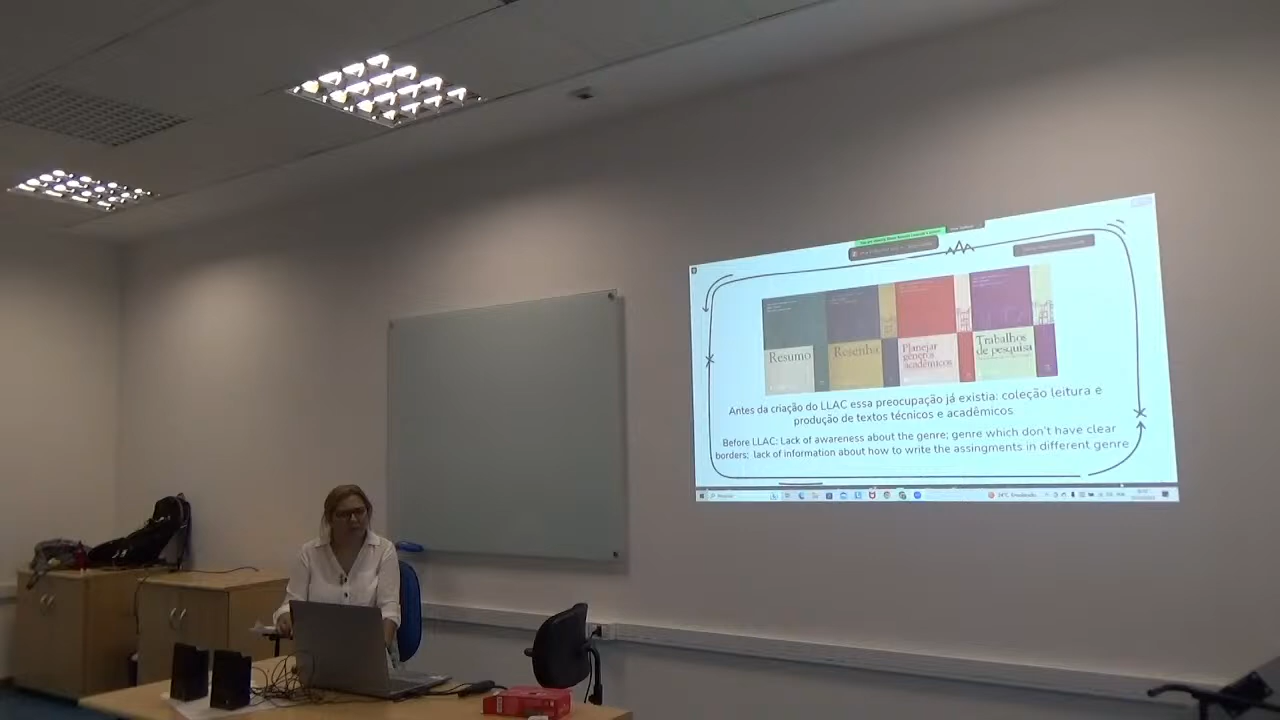 Resumo
Resenha
Planejar
gêneros
acadêmicos
Trabalhos
de pesquisa
Antes da criação do LLAC essa preocupação já existia: coleção leitura e
produção de textos técnicos e acadêmicos
Before LLAC: Lack of awareness about the genre; genre which don't have clear
borders; lack of information about how to write the assingments in different genre